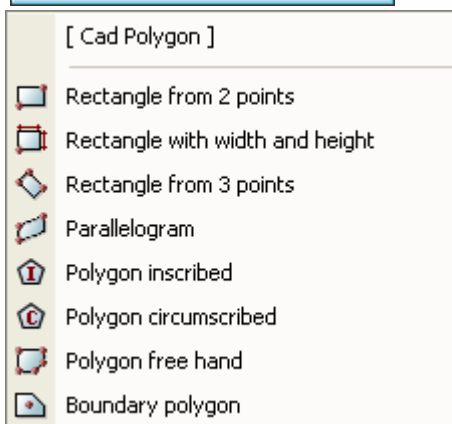 [ Cad Polygon ]
Rectangle from 2 points
Rectangle with width and height
Rectangle from 3 points
Parallelogram
I Polygon inscribed
C Polygon circumscribed
Polygon free hand
Boundary polygon